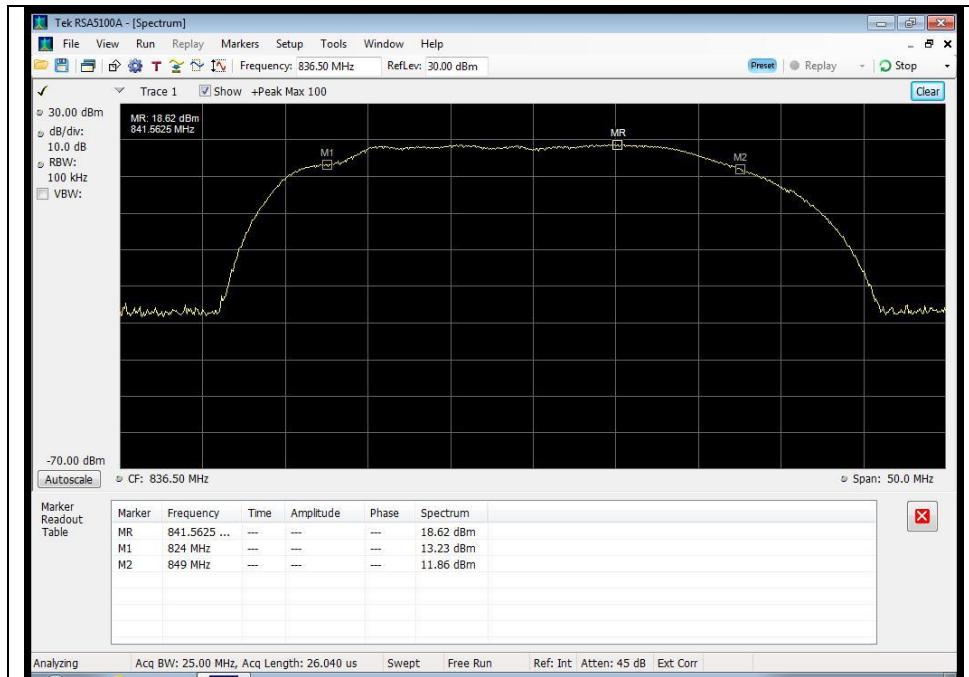 Tek RSA5100A - [Spectrum]
File View Run Replay Markers Setup Tools Window Help
T Frequency: 836.50 MHz RefLev: 30.00 dBm Preset Replay Stop
Trace 1 Show +Peak Max 100 Clear
30.00 dBm
dB/div:
10.0 dB
RBW:
100 kHz
VBW:
MR: 18.62 dBm
841.5625 MHz
M1
MR
M2
-70.00 dBm
Autoscale CF: 836.50 MHz Span: 50.0 MHz
Marker
Readout
Table
Marker Frequency Time Amplitude Phase Spectrum
MR 841.5625 ... --- --- --- 18.62 dBm
M1 824 MHz --- --- --- 13.23 dBm
M2 849 MHz --- --- --- 11.86 dBm
Analyzing Acq BW: 25.00 MHz, Acq Length: 26.040 us Swept Free Run Ref: Int Atten: 45 dB Ext Corr